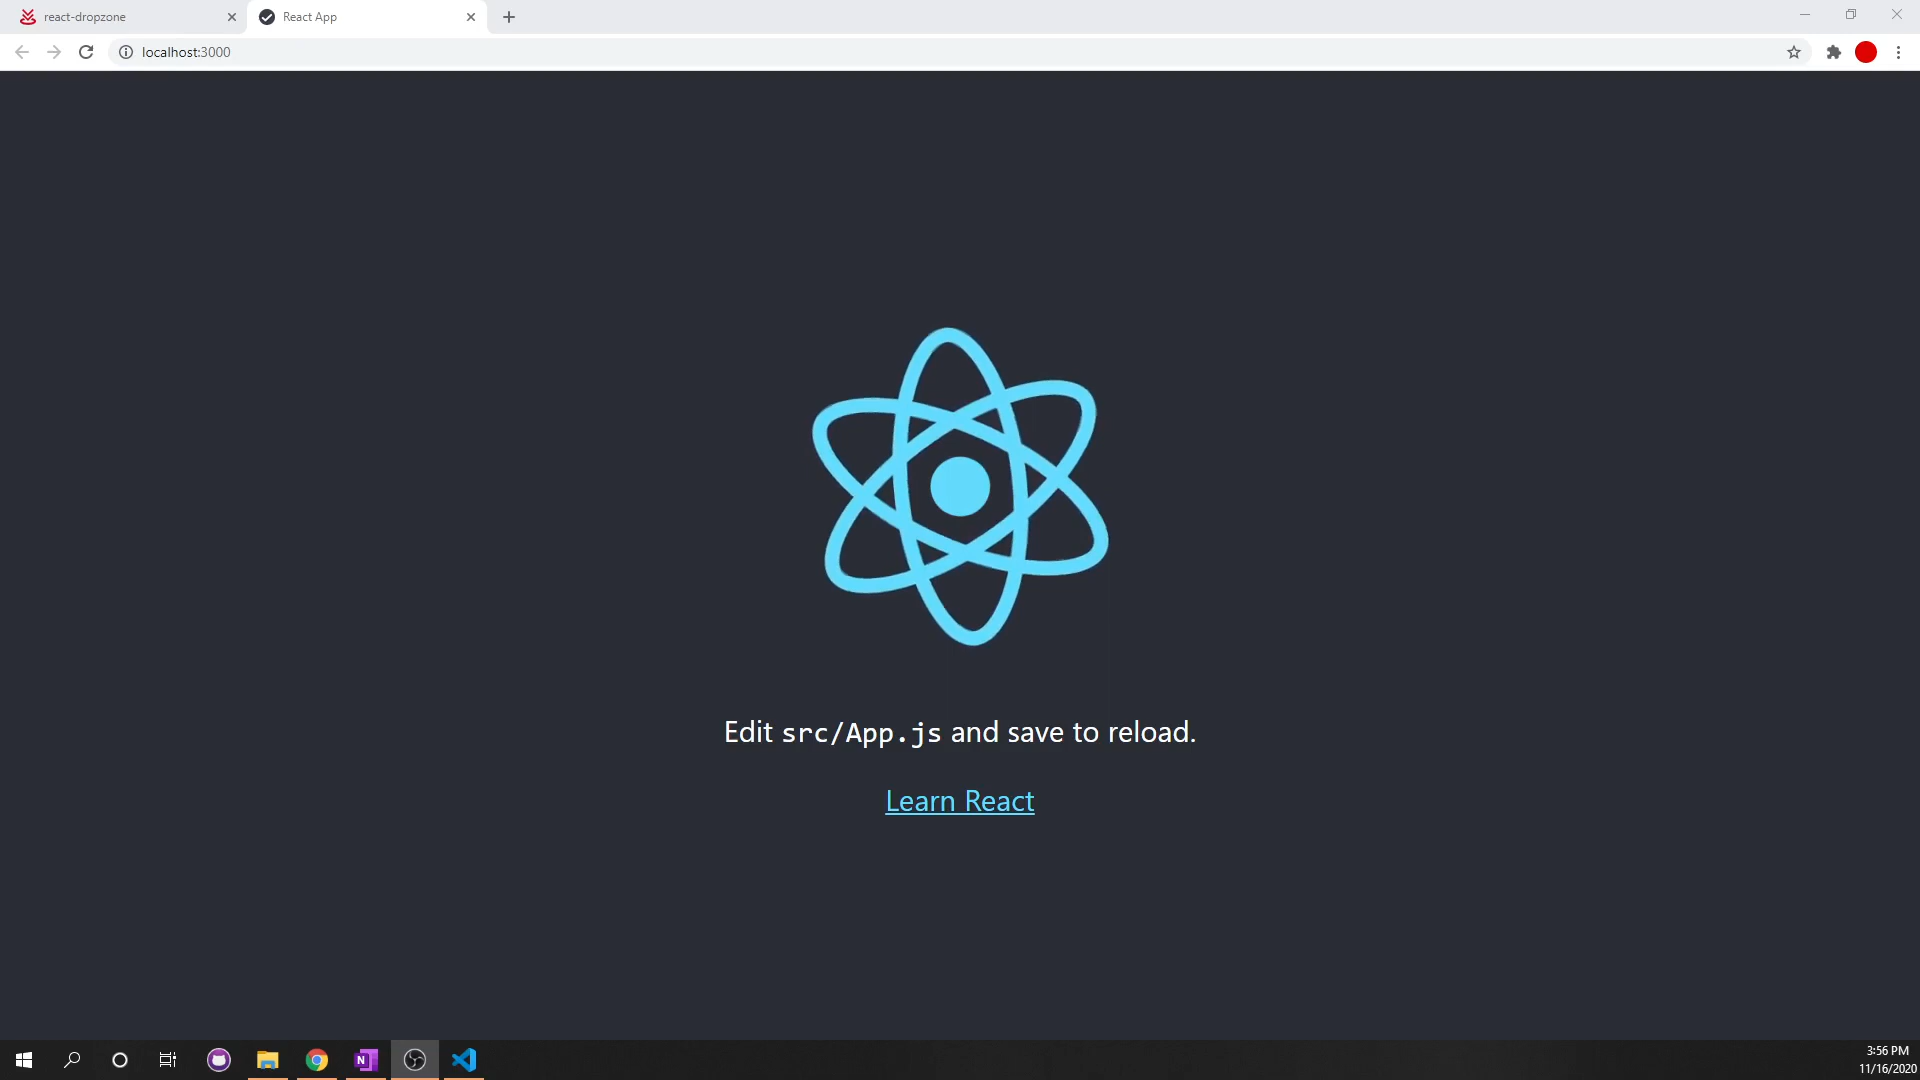 react-dropzone
React App
localhost:3000
Edit src/App.js and save to reload.
Learn React
N
3:56 PM
11/16/2020